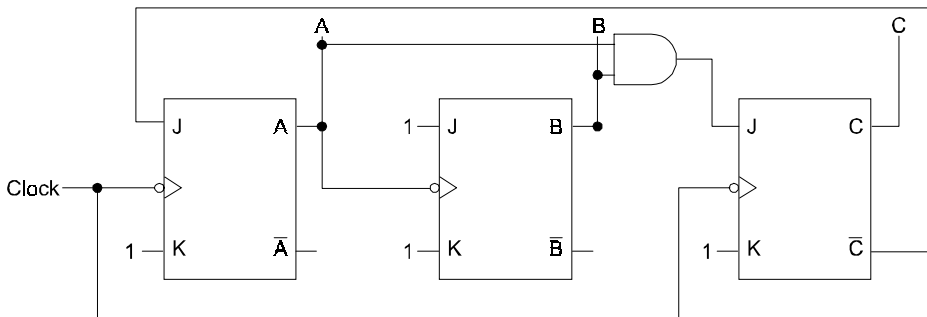 A B C
J A 1 J B J C
Clock
1 K A̅ 1 K B̅ 1 K C̅